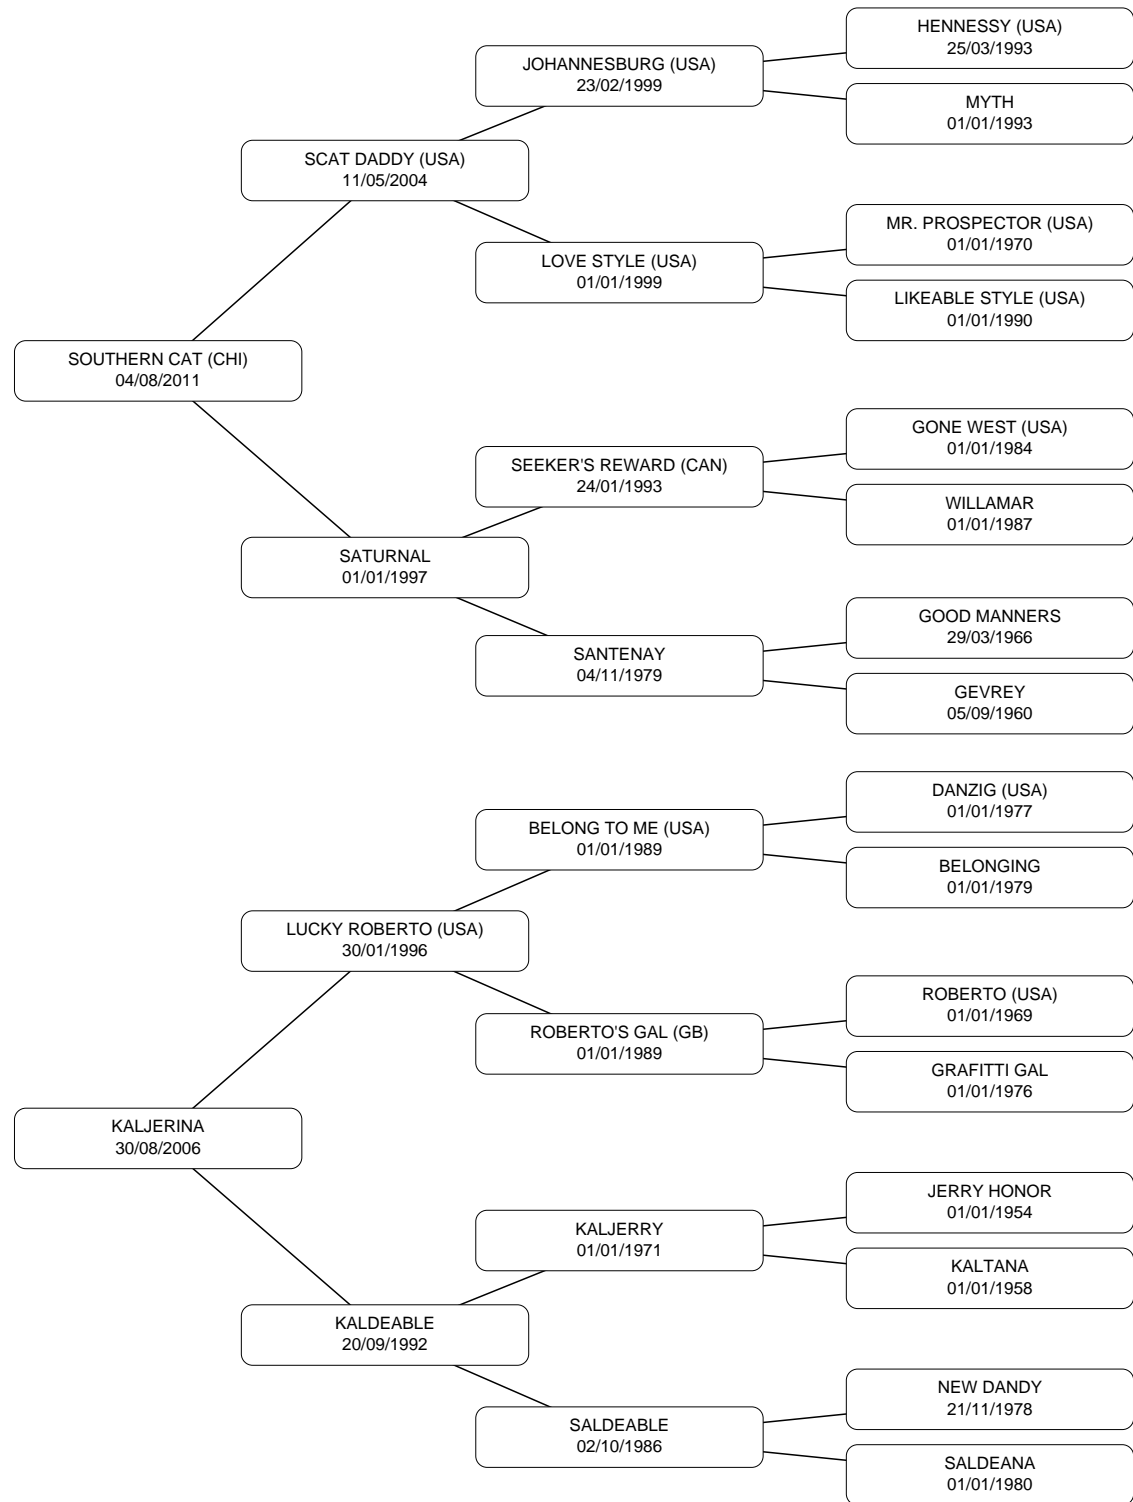 HENNESSY (USA)
25/03/1993
JOHANNESBURG (USA)
23/02/1999
MYTH
01/01/1993
SCAT DADDY (USA)
11/05/2004
MR. PROSPECTOR (USA)
01/01/1970
LOVE STYLE (USA)
01/01/1999
LIKEABLE STYLE (USA)
01/01/1990
SOUTHERN CAT (CHI)
04/08/2011
GONE WEST (USA)
01/01/1984
SEEKER'S REWARD (CAN)
24/01/1993
WILLAMAR
01/01/1987
SATURNAL
01/01/1997
GOOD MANNERS
29/03/1966
SANTENAY
04/11/1979
GEVREY
05/09/1960
DANZIG (USA)
01/01/1977
BELONG TO ME (USA)
01/01/1989
BELONGING
01/01/1979
LUCKY ROBERTO (USA)
30/01/1996
ROBERTO (USA)
01/01/1969
ROBERTO'S GAL (GB)
01/01/1989
GRAFITTI GAL
01/01/1976
KALJERINA
30/08/2006
JERRY HONOR
01/01/1954
KALJERRY
01/01/1971
KALTANA
01/01/1958
KALDEABLE
20/09/1992
NEW DANDY
21/11/1978
SALDEABLE
02/10/1986
SALDEANA
01/01/1980